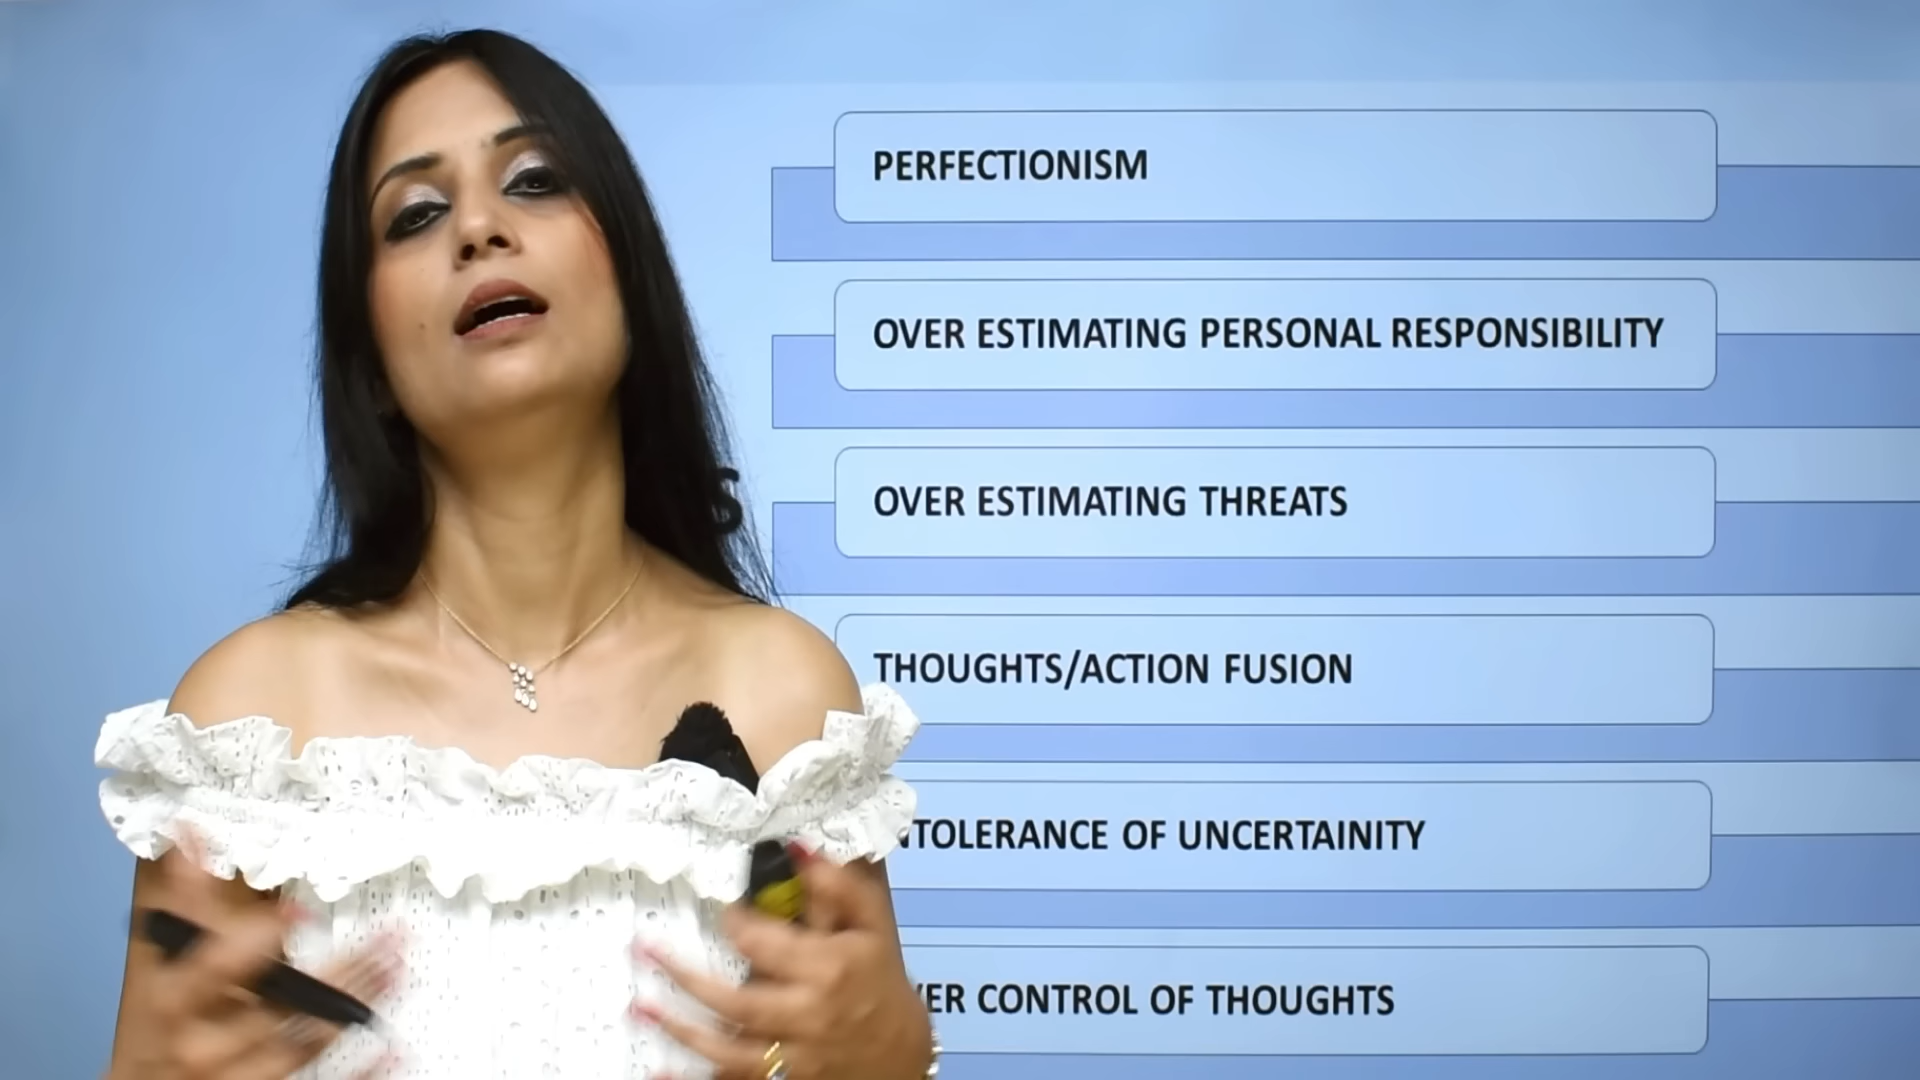 PERFECTIONISM
OVER ESTIMATING PERSONAL RESPONSIBILITY
OVER ESTIMATING THREATS
S
THOUGHTS/ACTION FUSION
NTOLERANCE OF UNCERTAINITY
ER CONTROL OF THOUGHTS